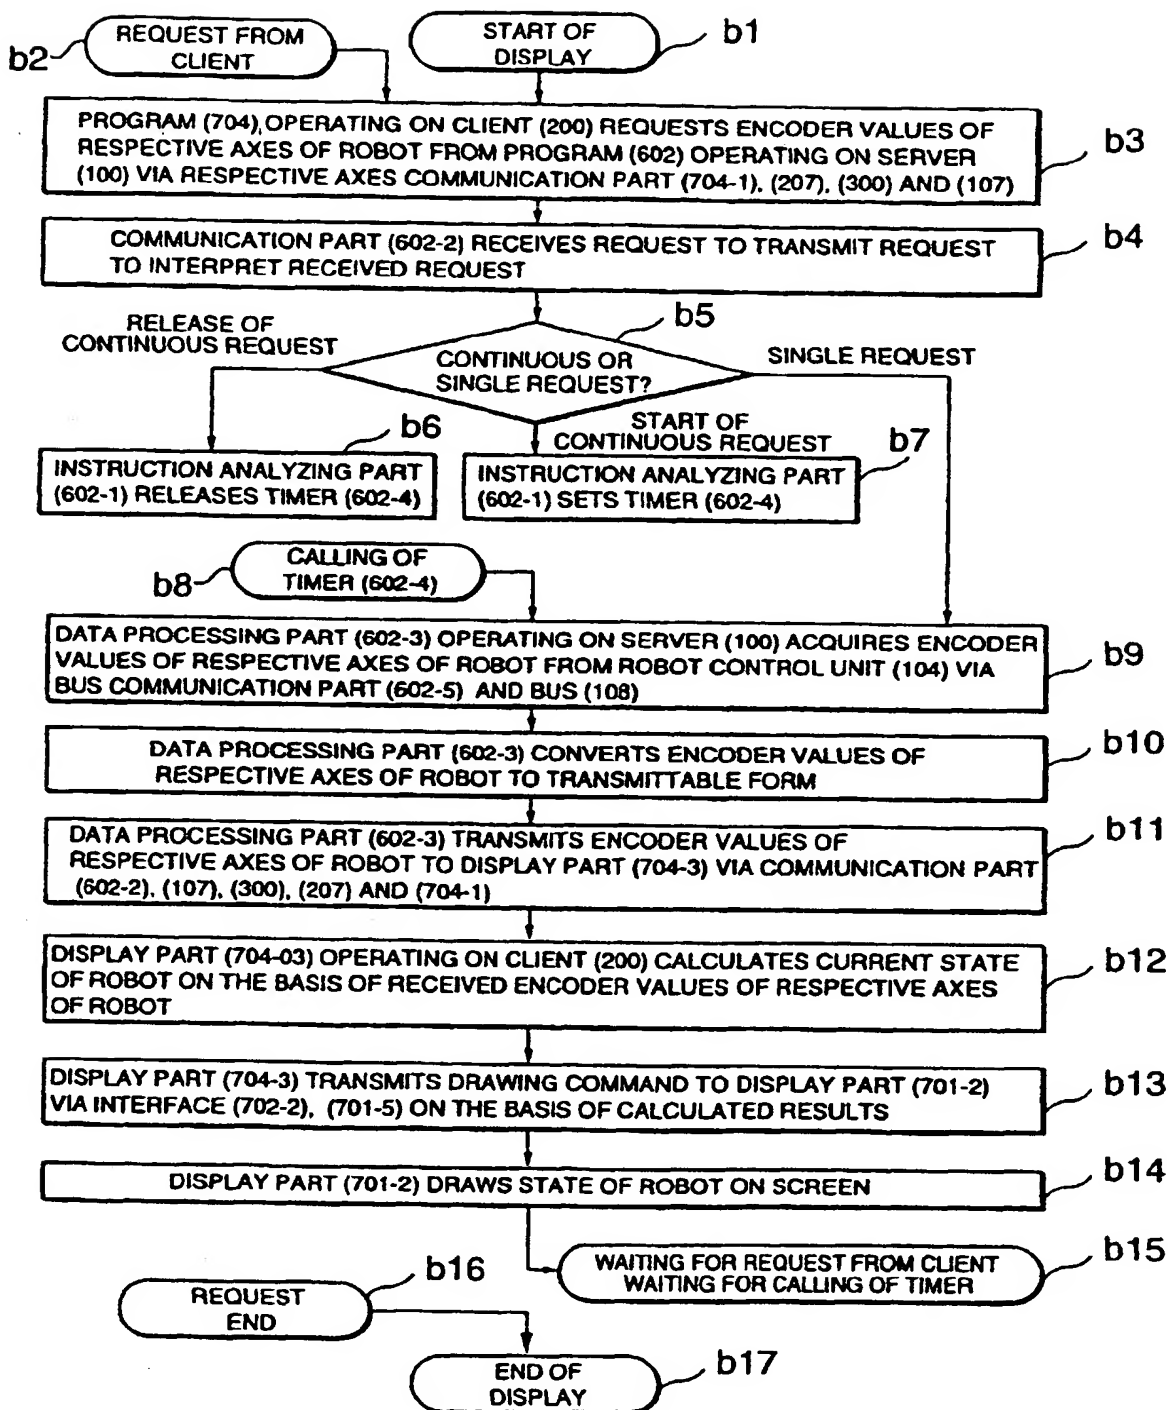 REQUEST FROM
CLIENT
b2
START OF
DISPLAY
b1
PROGRAM (704), OPERATING ON CLIENT (200) REQUESTS ENCODER VALUES OF
RESPECTIVE AXES OF ROBOT FROM PROGRAM (602) OPERATING ON SERVER
(100) VIA RESPECTIVE AXES COMMUNICATION PART (704-1), (207), (300) AND (107)
b3
COMMUNICATION PART (602-2) RECEIVES REQUEST TO TRANSMIT REQUEST
TO INTERPRET RECEIVED REQUEST
b4
b5
RELEASE OF
CONTINUOUS REQUEST
CONTINUOUS OR
SINGLE REQUEST?
SINGLE REQUEST
START OF
CONTINUOUS REQUEST
b6
INSTRUCTION ANALYZING PART
(602-1) RELEASES TIMER (602-4)
b7
INSTRUCTION ANALYZING PART
(602-1) SETS TIMER (602-4)
CALLING OF
TIMER (602-4)
b8
DATA PROCESSING PART (602-3) OPERATING ON SERVER (100) ACQUIRES ENCODER
VALUES OF RESPECTIVE AXES OF ROBOT FROM ROBOT CONTROL UNIT (104) VIA
BUS COMMUNICATION PART (602-5) AND BUS (108)
b9
DATA PROCESSING PART (602-3) CONVERTS ENCODER VALUES OF
RESPECTIVE AXES OF ROBOT TO TRANSMITTABLE FORM
b10
DATA PROCESSING PART (602-3) TRANSMITS ENCODER VALUES OF
RESPECTIVE AXES OF ROBOT TO DISPLAY PART (704-3) VIA COMMUNICATION PART
(602-2), (107), (300), (207) AND (704-1)
b11
DISPLAY PART (704-03) OPERATING ON CLIENT (200) CALCULATES CURRENT STATE
OF ROBOT ON THE BASIS OF RECEIVED ENCODER VALUES OF RESPECTIVE AXES
OF ROBOT
b12
DISPLAY PART (704-3) TRANSMITS DRAWING COMMAND TO DISPLAY PART (701-2)
VIA INTERFACE (702-2), (701-5) ON THE BASIS OF CALCULATED RESULTS
b13
DISPLAY PART (701-2) DRAWS STATE OF ROBOT ON SCREEN
b14
WAITING FOR REQUEST FROM CLIENT
WAITING FOR CALLING OF TIMER
b15
REQUEST
END
b16
END OF
DISPLAY
b17